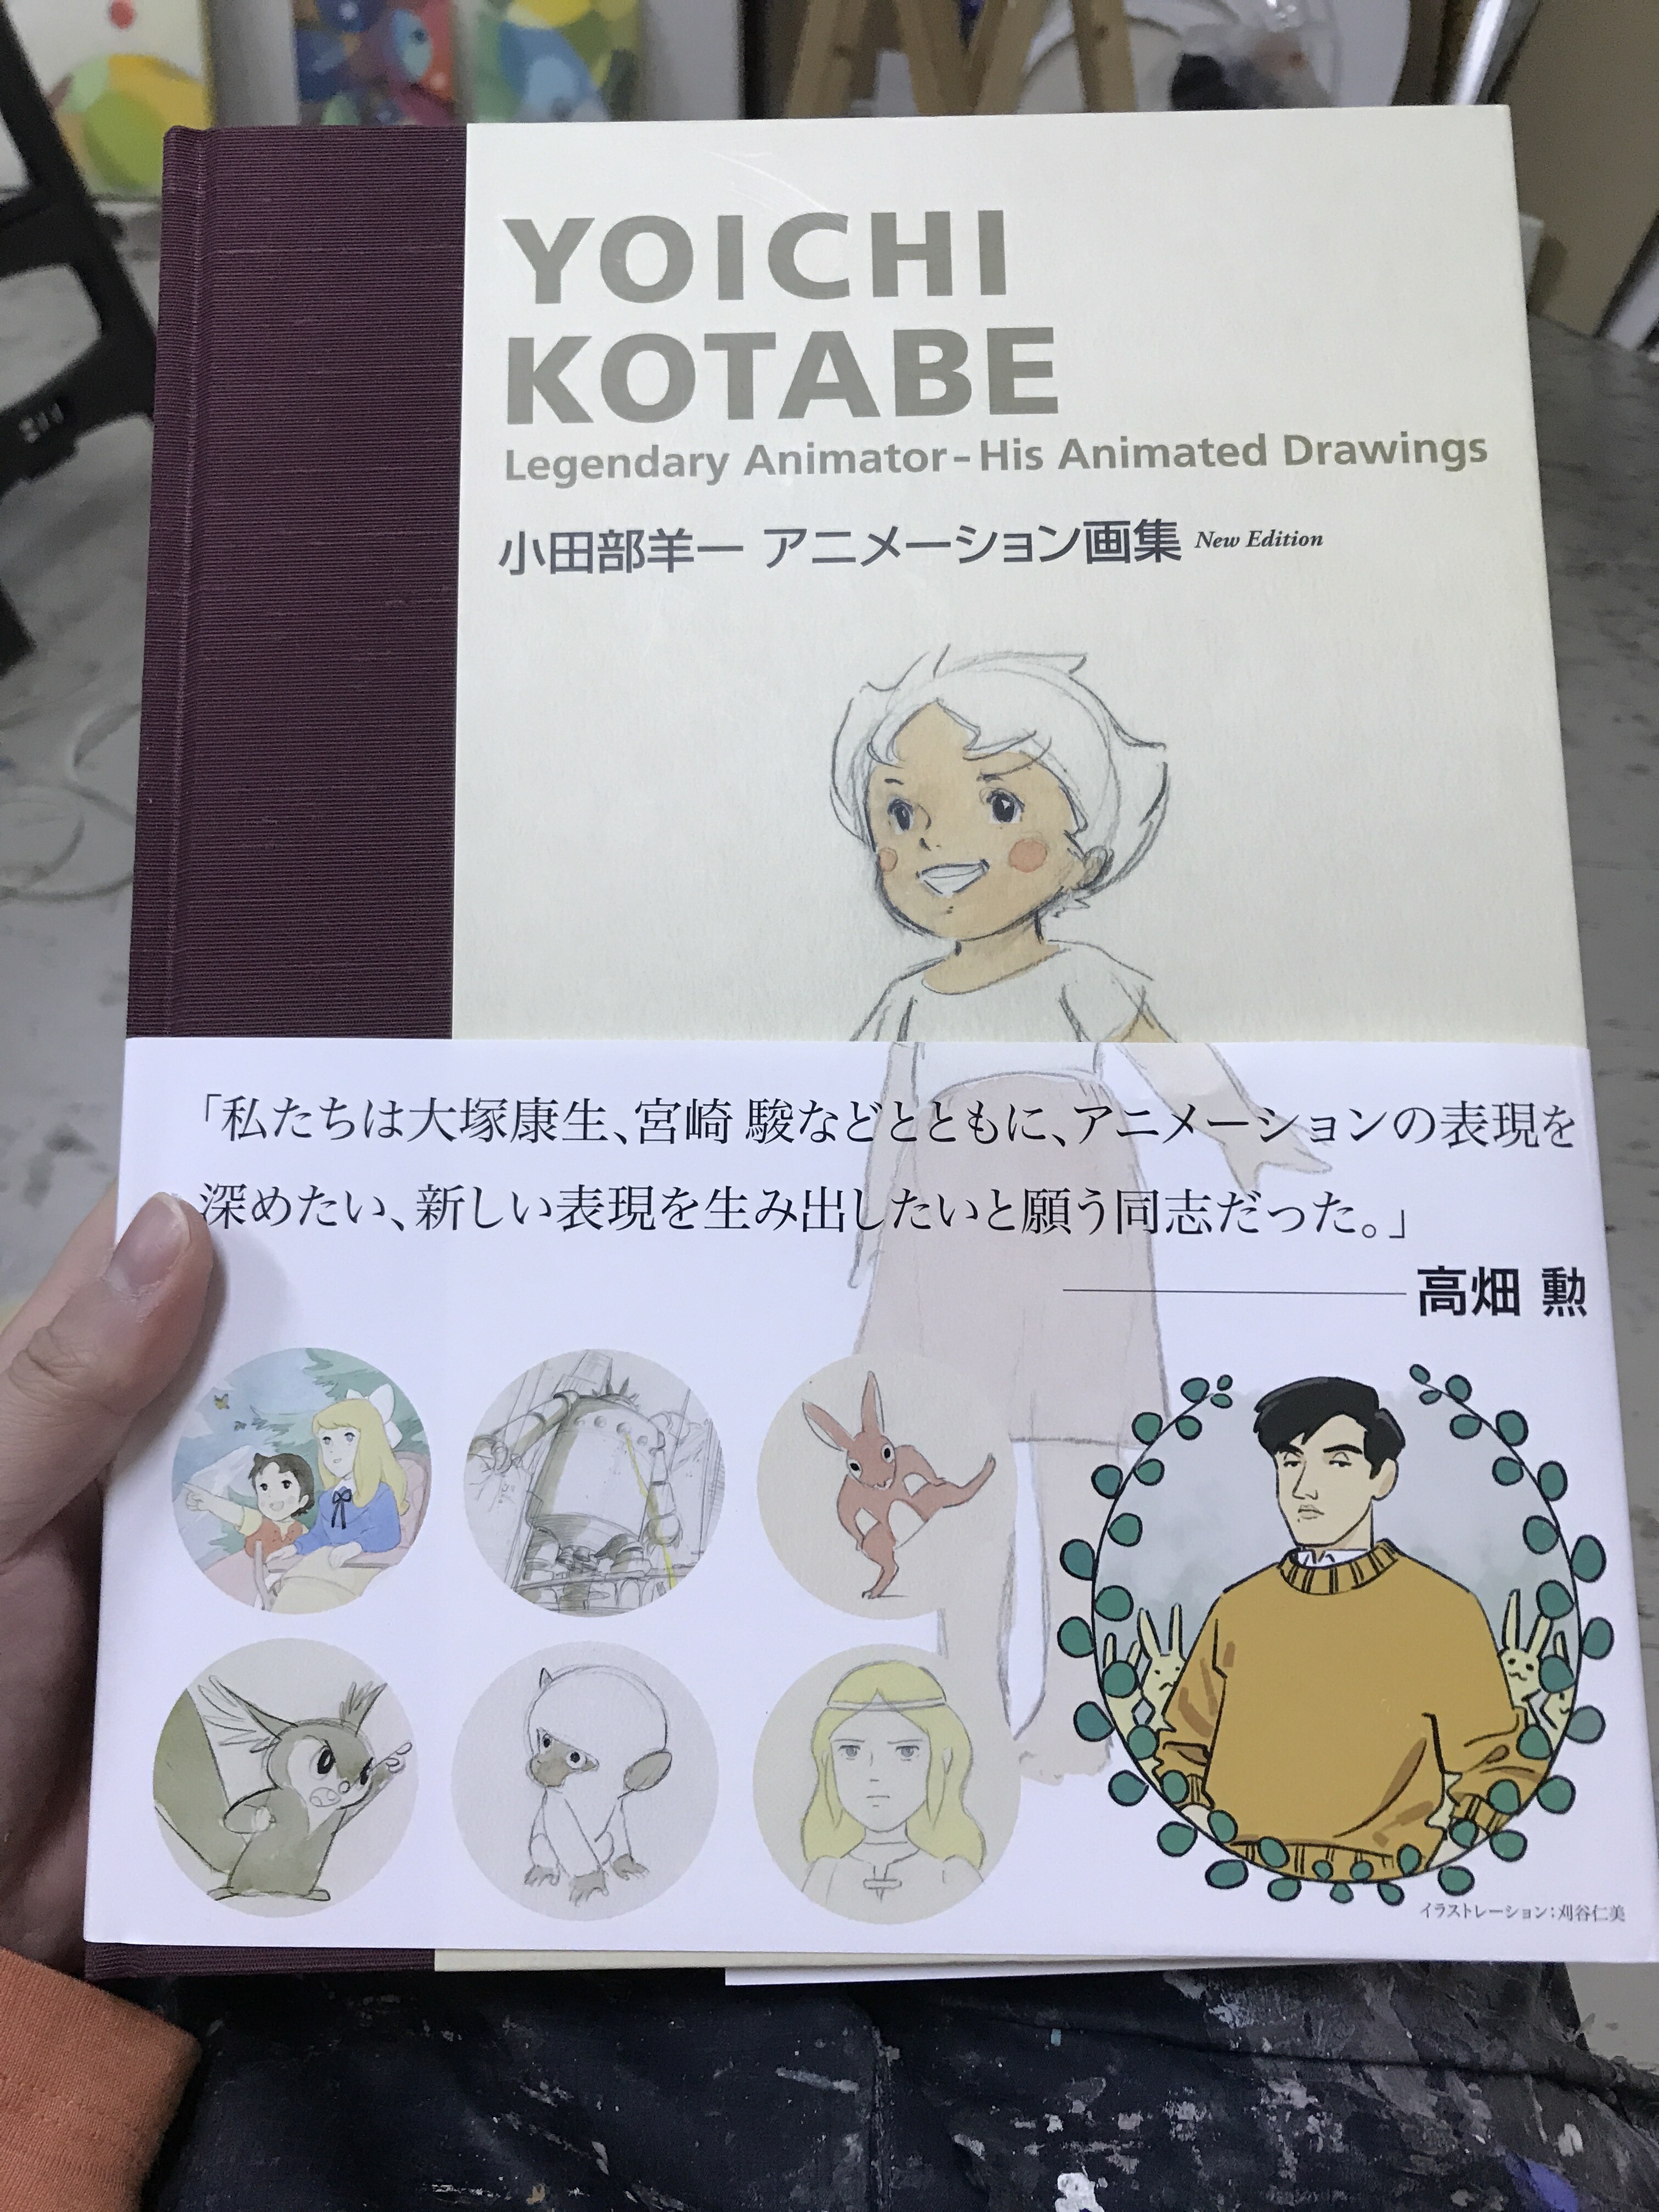 YOICHI
KOTABE
Legendary Animator–His Animated Drawings
小田部羊一 アニメーション画集 New Edition
「私たちは大塚康生、宮崎 駿などとともに、アニメーションの表現を
深めたい、新しい表現を生み出したいと願う同志だった。」
高畑 勲
イラストレーション:刈谷仁美